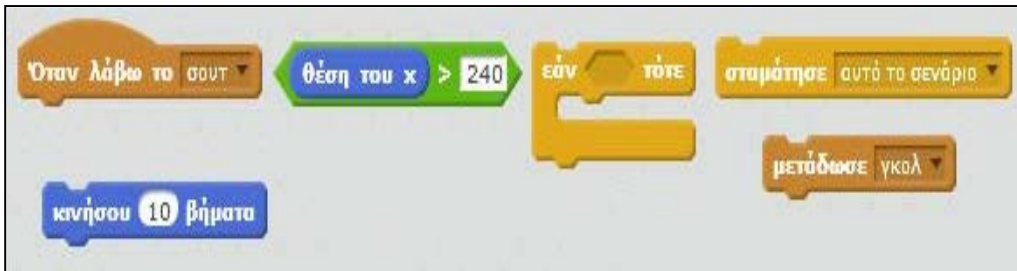 Όταν λάβω το σουτ
θέση του x > 240
εάν τότε
σταμάτησε αυτό το σενάριο
κινήσου 10 βήματα
μετάδωσε γκολ